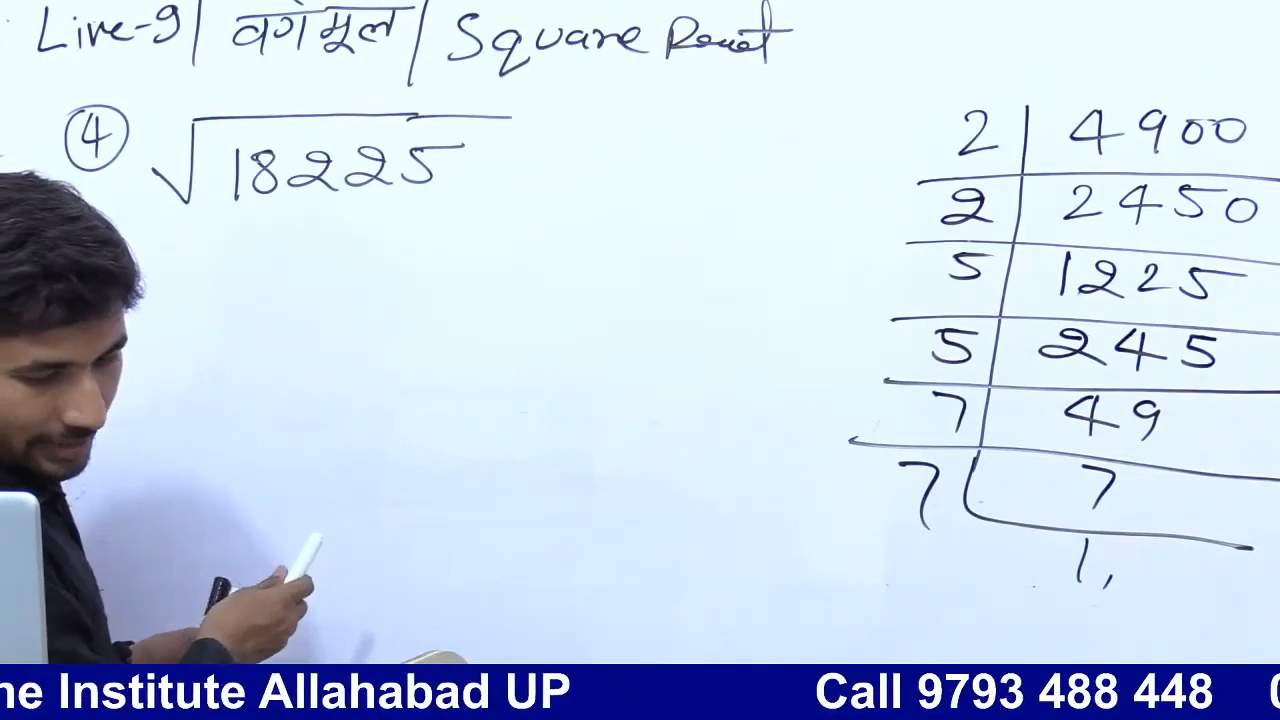 Live-9/ वर्गमूल / Square Root
④ √18225
2 | 4900
2 | 2450
5 | 1225
5 | 245
7 | 49
7 | 7
1,
ne Institute Allahabad UP Call 9793 488 448